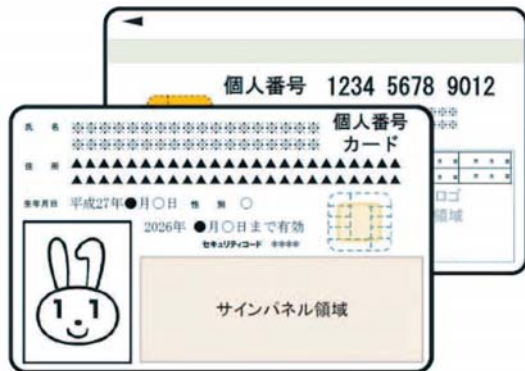 個人番号 1234 5678 9012
※※
※※
ロゴ
領域
個人番号
カード
氏 名 ※※※※※※※※※※※※※※※※※※
※※※※※※※※※※※※※※※※※※
住 所 ▲▲▲▲▲▲▲▲▲▲▲▲▲▲▲▲▲▲▲▲▲▲
▲▲▲▲▲▲▲▲▲▲▲▲▲▲▲▲▲▲▲▲▲▲
生年月日 平成27年●月○日 性 別 ○
2026年 ●月○日まで有効
セキュリティコード ※※※※
サインパネル領域